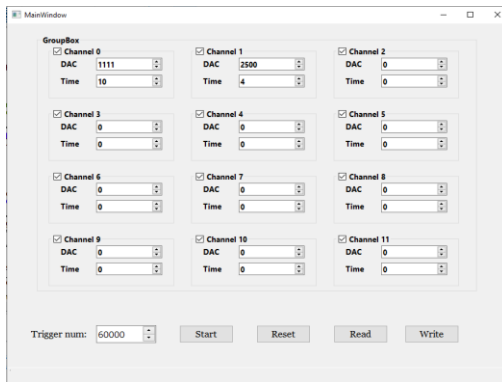 MainWindow
GroupBox
Channel 0 Channel 1 Channel 2
DAC 1111 DAC 2500 DAC 0
Time 10 Time 4 Time 0
Channel 3 Channel 4 Channel 5
DAC 0 DAC 0 DAC 0
Time 0 Time 0 Time 0
Channel 6 Channel 7 Channel 8
DAC 0 DAC 0 DAC 0
Time 0 Time 0 Time 0
Channel 9 Channel 10 Channel 11
DAC 0 DAC 0 DAC 0
Time 0 Time 0 Time 0
Trigger num: 60000 Start Reset Read Write